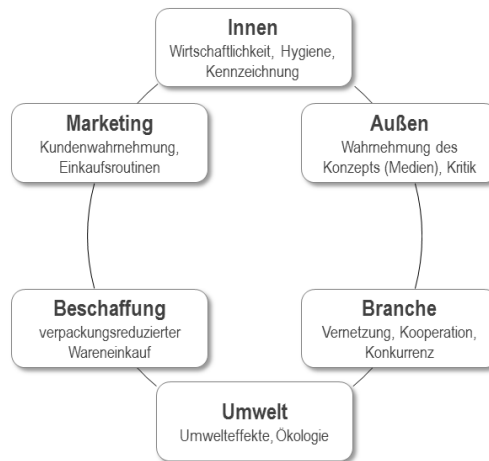 Innen
Wirtschaftlichkeit, Hygiene,
Kennzeichnung
Marketing
Kundenwahrnehmung,
Einkaufsroutinen
Außen
Wahrnehmung des
Konzepts (Medien), Kritik
Beschaffung
verpackungsreduzierter
Wareneinkauf
Branche
Vernetzung, Kooperation,
Konkurrenz
Umwelt
Umwelteffekte, Ökologie